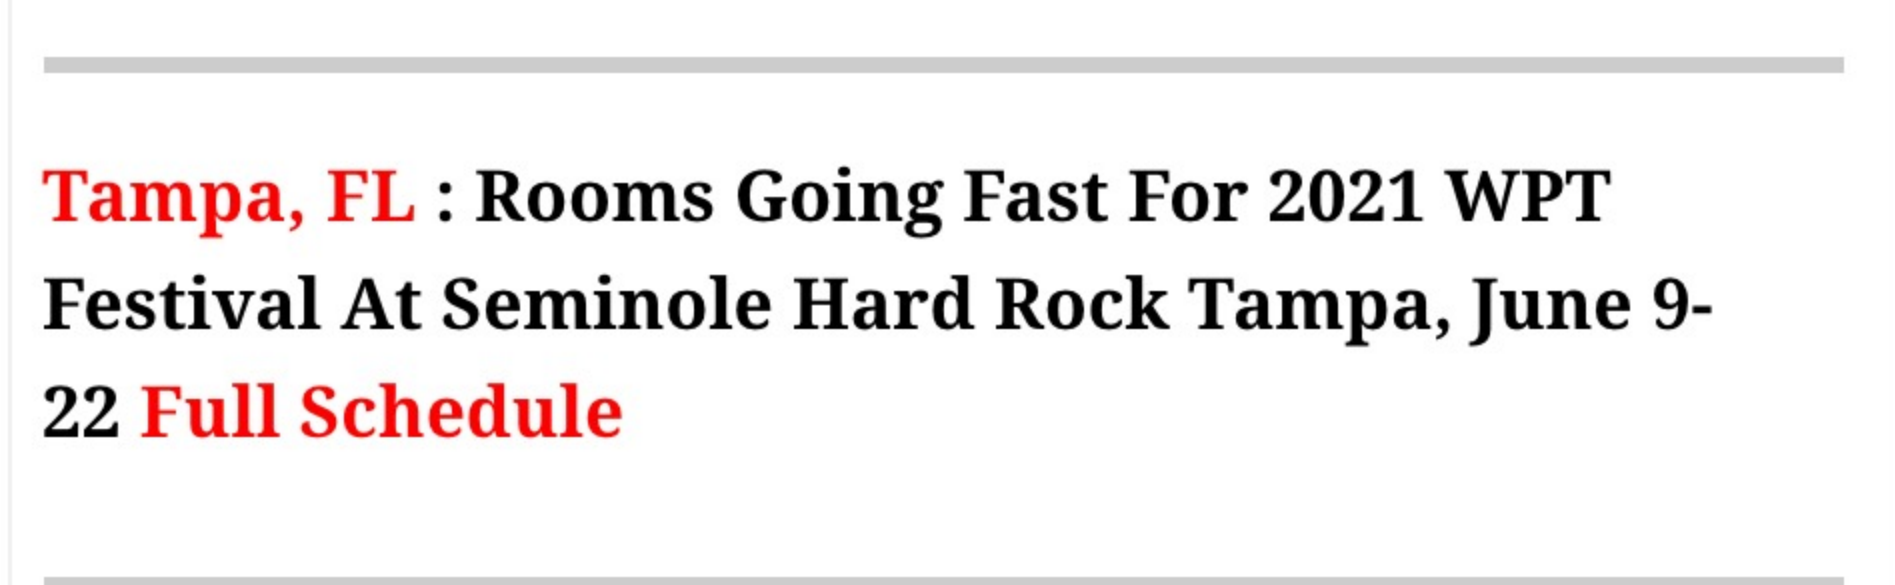 Tampa, FL : Rooms Going Fast For 2021 WPT
Festival At Seminole Hard Rock Tampa, June 9-
22 Full Schedule